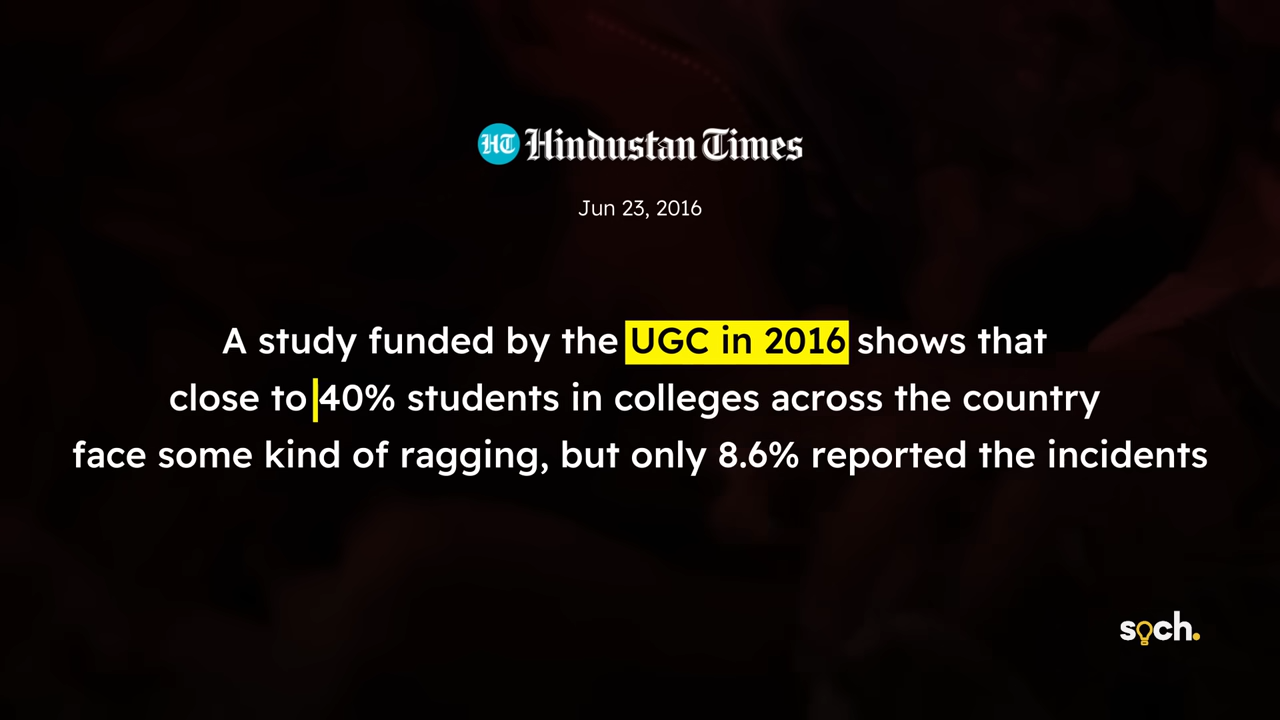 HT Hindustan Times
Jun 23, 2016
A study funded by the UGC in 2016 shows that
close to 40% students in colleges across the country
face some kind of ragging, but only 8.6% reported the incidents
soch.